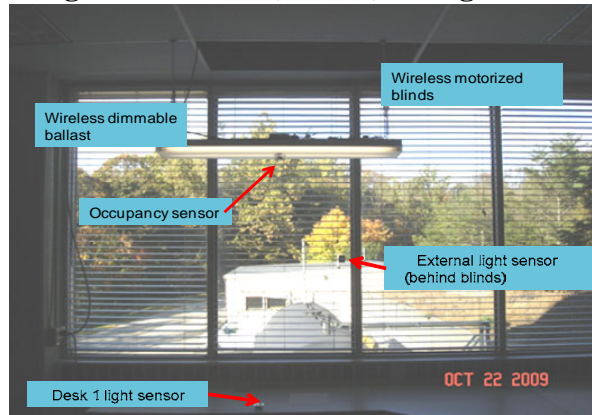 Wireless motorized
blinds
Wireless dimmable
ballast
Occupancy sensor
External light sensor
(behind blinds)
OCT 22 2009
Desk 1 light sensor